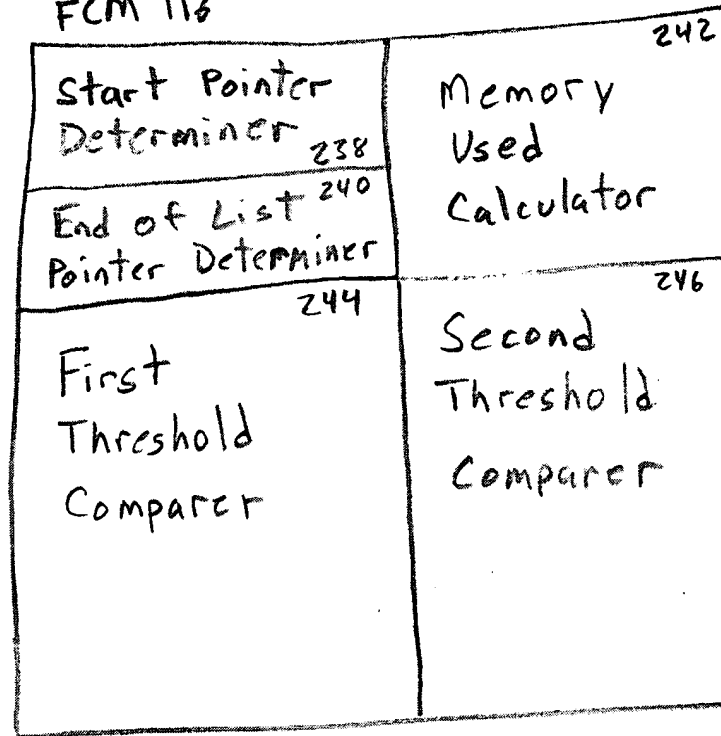 FCM 116
Start Pointer
Determiner
238
240
End of List
Pointer Determiner
242
Memory
Used
Calculator
244
First
Threshold
Comparer
246
Second
Threshold
Comparer